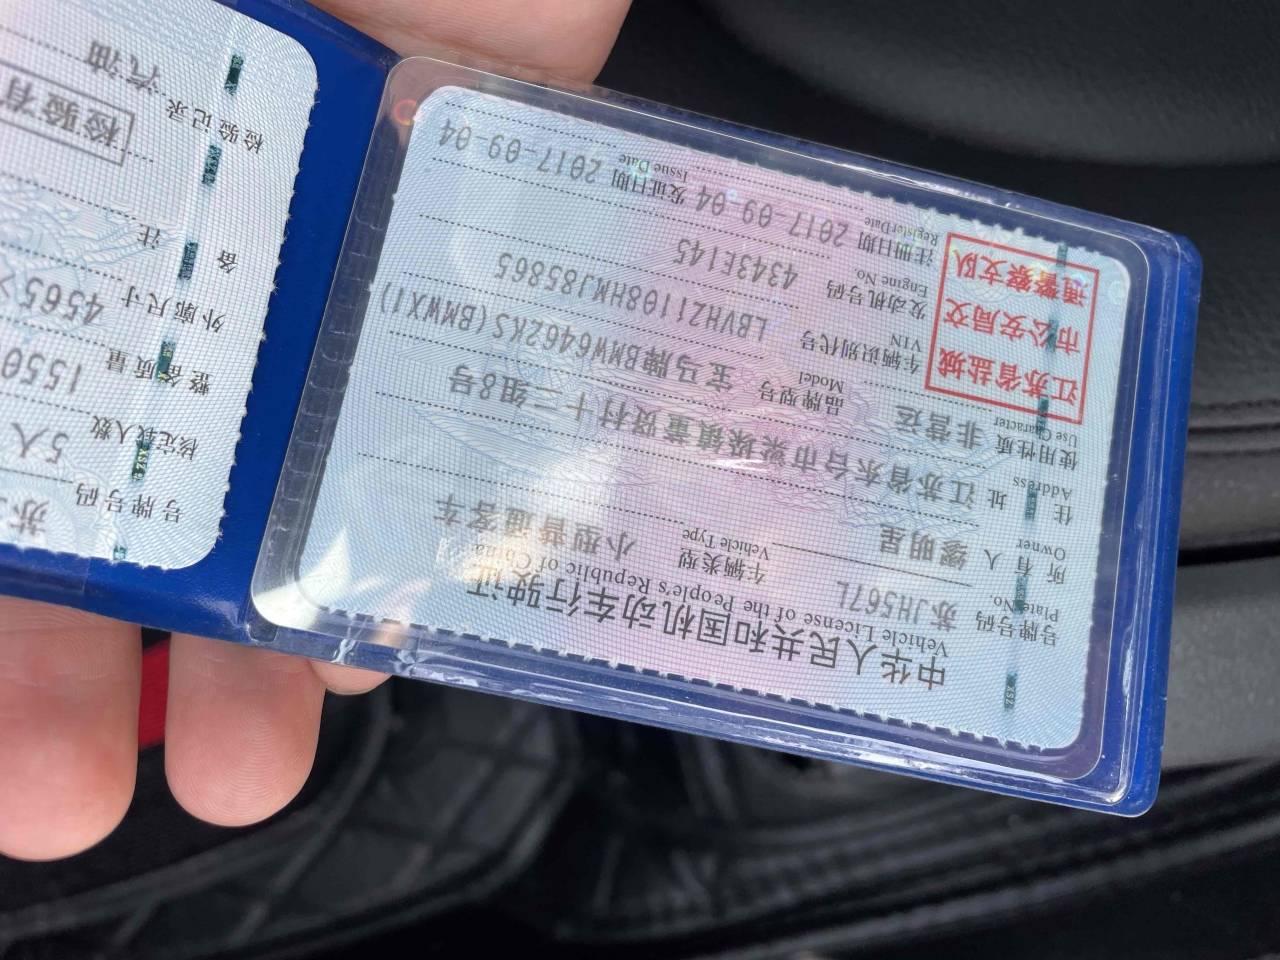 中华人民共和国机动车行驶证
Vehicle License of the People's Republic of China
号牌号码 苏JH567L 车辆类型 小型普通客车
Plate No. Vehicle Type
所有人 缪明星
Owner
住址 江苏省东台市梁垛镇董贤村十二组8号
Address
使用性质 非营运 品牌型号 宝马牌BMW6462KS(BMWX1)
Use Character Model
江苏省盐城
市公安局交
通警察支队
车辆识别代号 LBVHZ1108HMJ85865
VIN
发动机号码 4343E145
Engine No.
注册日期 2017-09-04 发证日期 2017-09-04
Register Date Issue Date
号牌号码 苏
核定载人数 5人
整备质量 1550
外廓尺寸 4565×
备注
检验有
检验记录 汽油